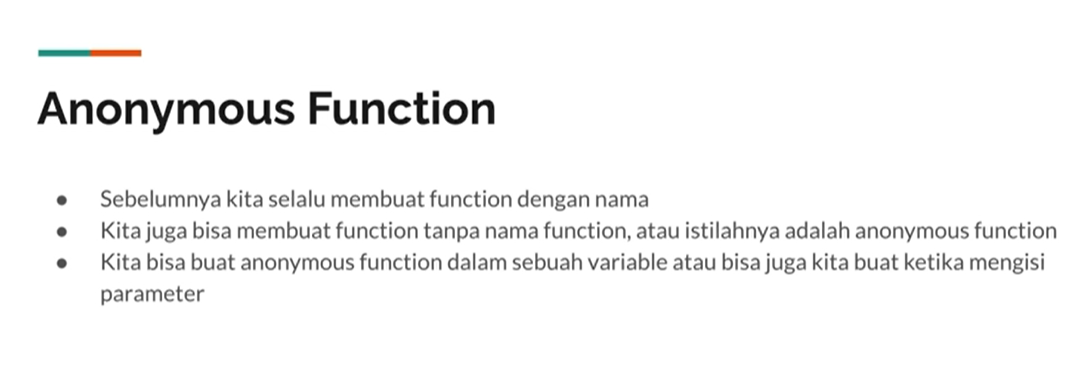 Anonymous Function
● Sebelumnya kita selalu membuat function dengan nama
● Kita juga bisa membuat function tanpa nama function, atau istilahnya adalah anonymous function
● Kita bisa buat anonymous function dalam sebuah variable atau bisa juga kita buat ketika mengisi
parameter